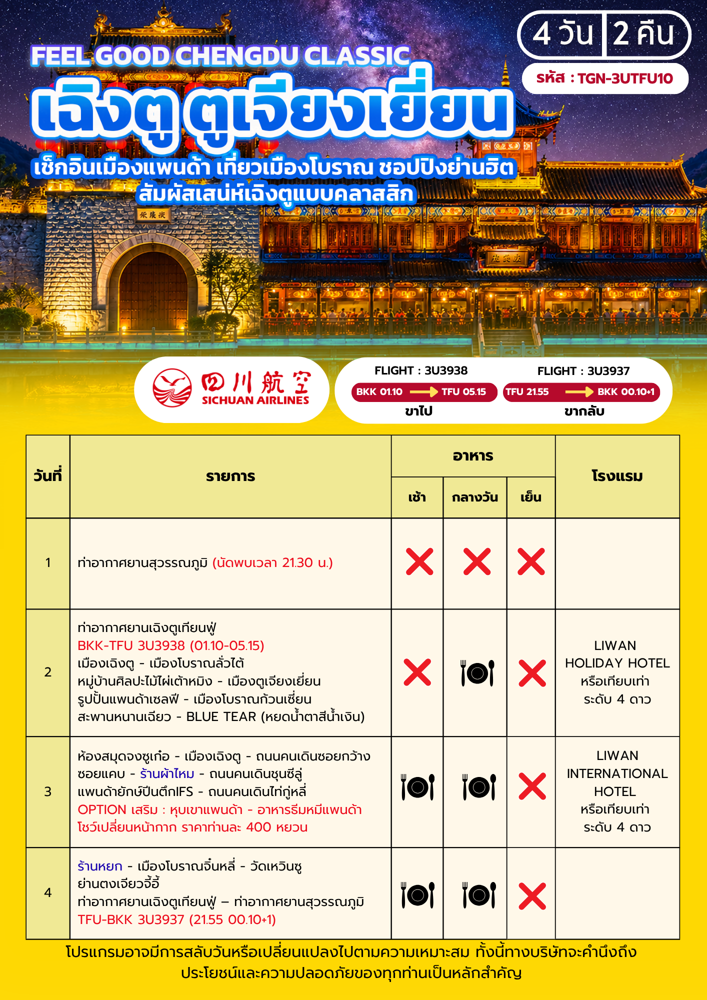 4 วัน 2 คืน
รหัส : TGN-3UTFU10
FEEL GOOD CHENGDU CLASSIC
เฉิงตู ตูเจียงเยี่ยน
เช็กอินเมืองแพนด้า เที่ยวเมืองโบราณ ชอปปิงย่านฮิต
สัมผัสเสน่ห์เฉิงตูแบบคลาสสิก
四川航空
SICHUAN AIRLINES
FLIGHT : 3U3938
BKK 01.10 TFU 05.15
ขาไป
FLIGHT : 3U3937
TFU 21.55 BKK 00.10+1
ขากลับ
วันที่
รายการ
อาหาร
เช้า
กลางวัน
เย็น
โรงแรม
1
ท่าอากาศยานสุวรรณภูมิ (นัดพบเวลา 21.30 น.)
2
ท่าอากาศยานเฉิงตูเทียนฟู่
BKK-TFU 3U3938 (01.10-05.15)
เมืองเฉิงตู - เมืองโบราณลั่วไต้
หมู่บ้านศิลปะไม้ไผ่เต้าหมิง - เมืองตูเจียงเยี่ยน
รูปปั้นแพนด้าเซลฟี - เมืองโบราณก้วนเซี่ยน
สะพานหนานเฉียว - BLUE TEAR (หยดน้ำตาสีน้ำเงิน)
LIWAN
HOLIDAY HOTEL
หรือเทียบเท่า
ระดับ 4 ดาว
3
ห้องสมุดจงซูเก๋อ - เมืองเฉิงตู - ถนนคนเดินซอยกว้าง
ซอยแคบ - ร้านผ้าไหม - ถนนคนเดินชุนซีลู่
แพนด้ายักษ์ปีนตึกIFS - ถนนคนเดินไท่กู่หลี่
OPTION เสริม : หุบเขาแพนด้า - อาหารธีมหมีแพนด้า
โชว์เปลี่ยนหน้ากาก ราคาท่านละ 400 หยวน
LIWAN
INTERNATIONAL
HOTEL
หรือเทียบเท่า
ระดับ 4 ดาว
4
ร้านหยก - เมืองโบราณจิ๋นหลี่ - วัดเหวินซู
ย่านตงเจียวจี้อี้
ท่าอากาศยานเฉิงตูเทียนฟู่ – ท่าอากาศยานสุวรรณภูมิ
TFU-BKK 3U3937 (21.55 00.10+1)
โปรแกรมอาจมีการสลับวันหรือเปลี่ยนแปลงไปตามความเหมาะสม ทั้งนี้ทางบริษัทจะคำนึงถึง
ประโยชน์และความปลอดภัยของทุกท่านเป็นหลักสำคัญ